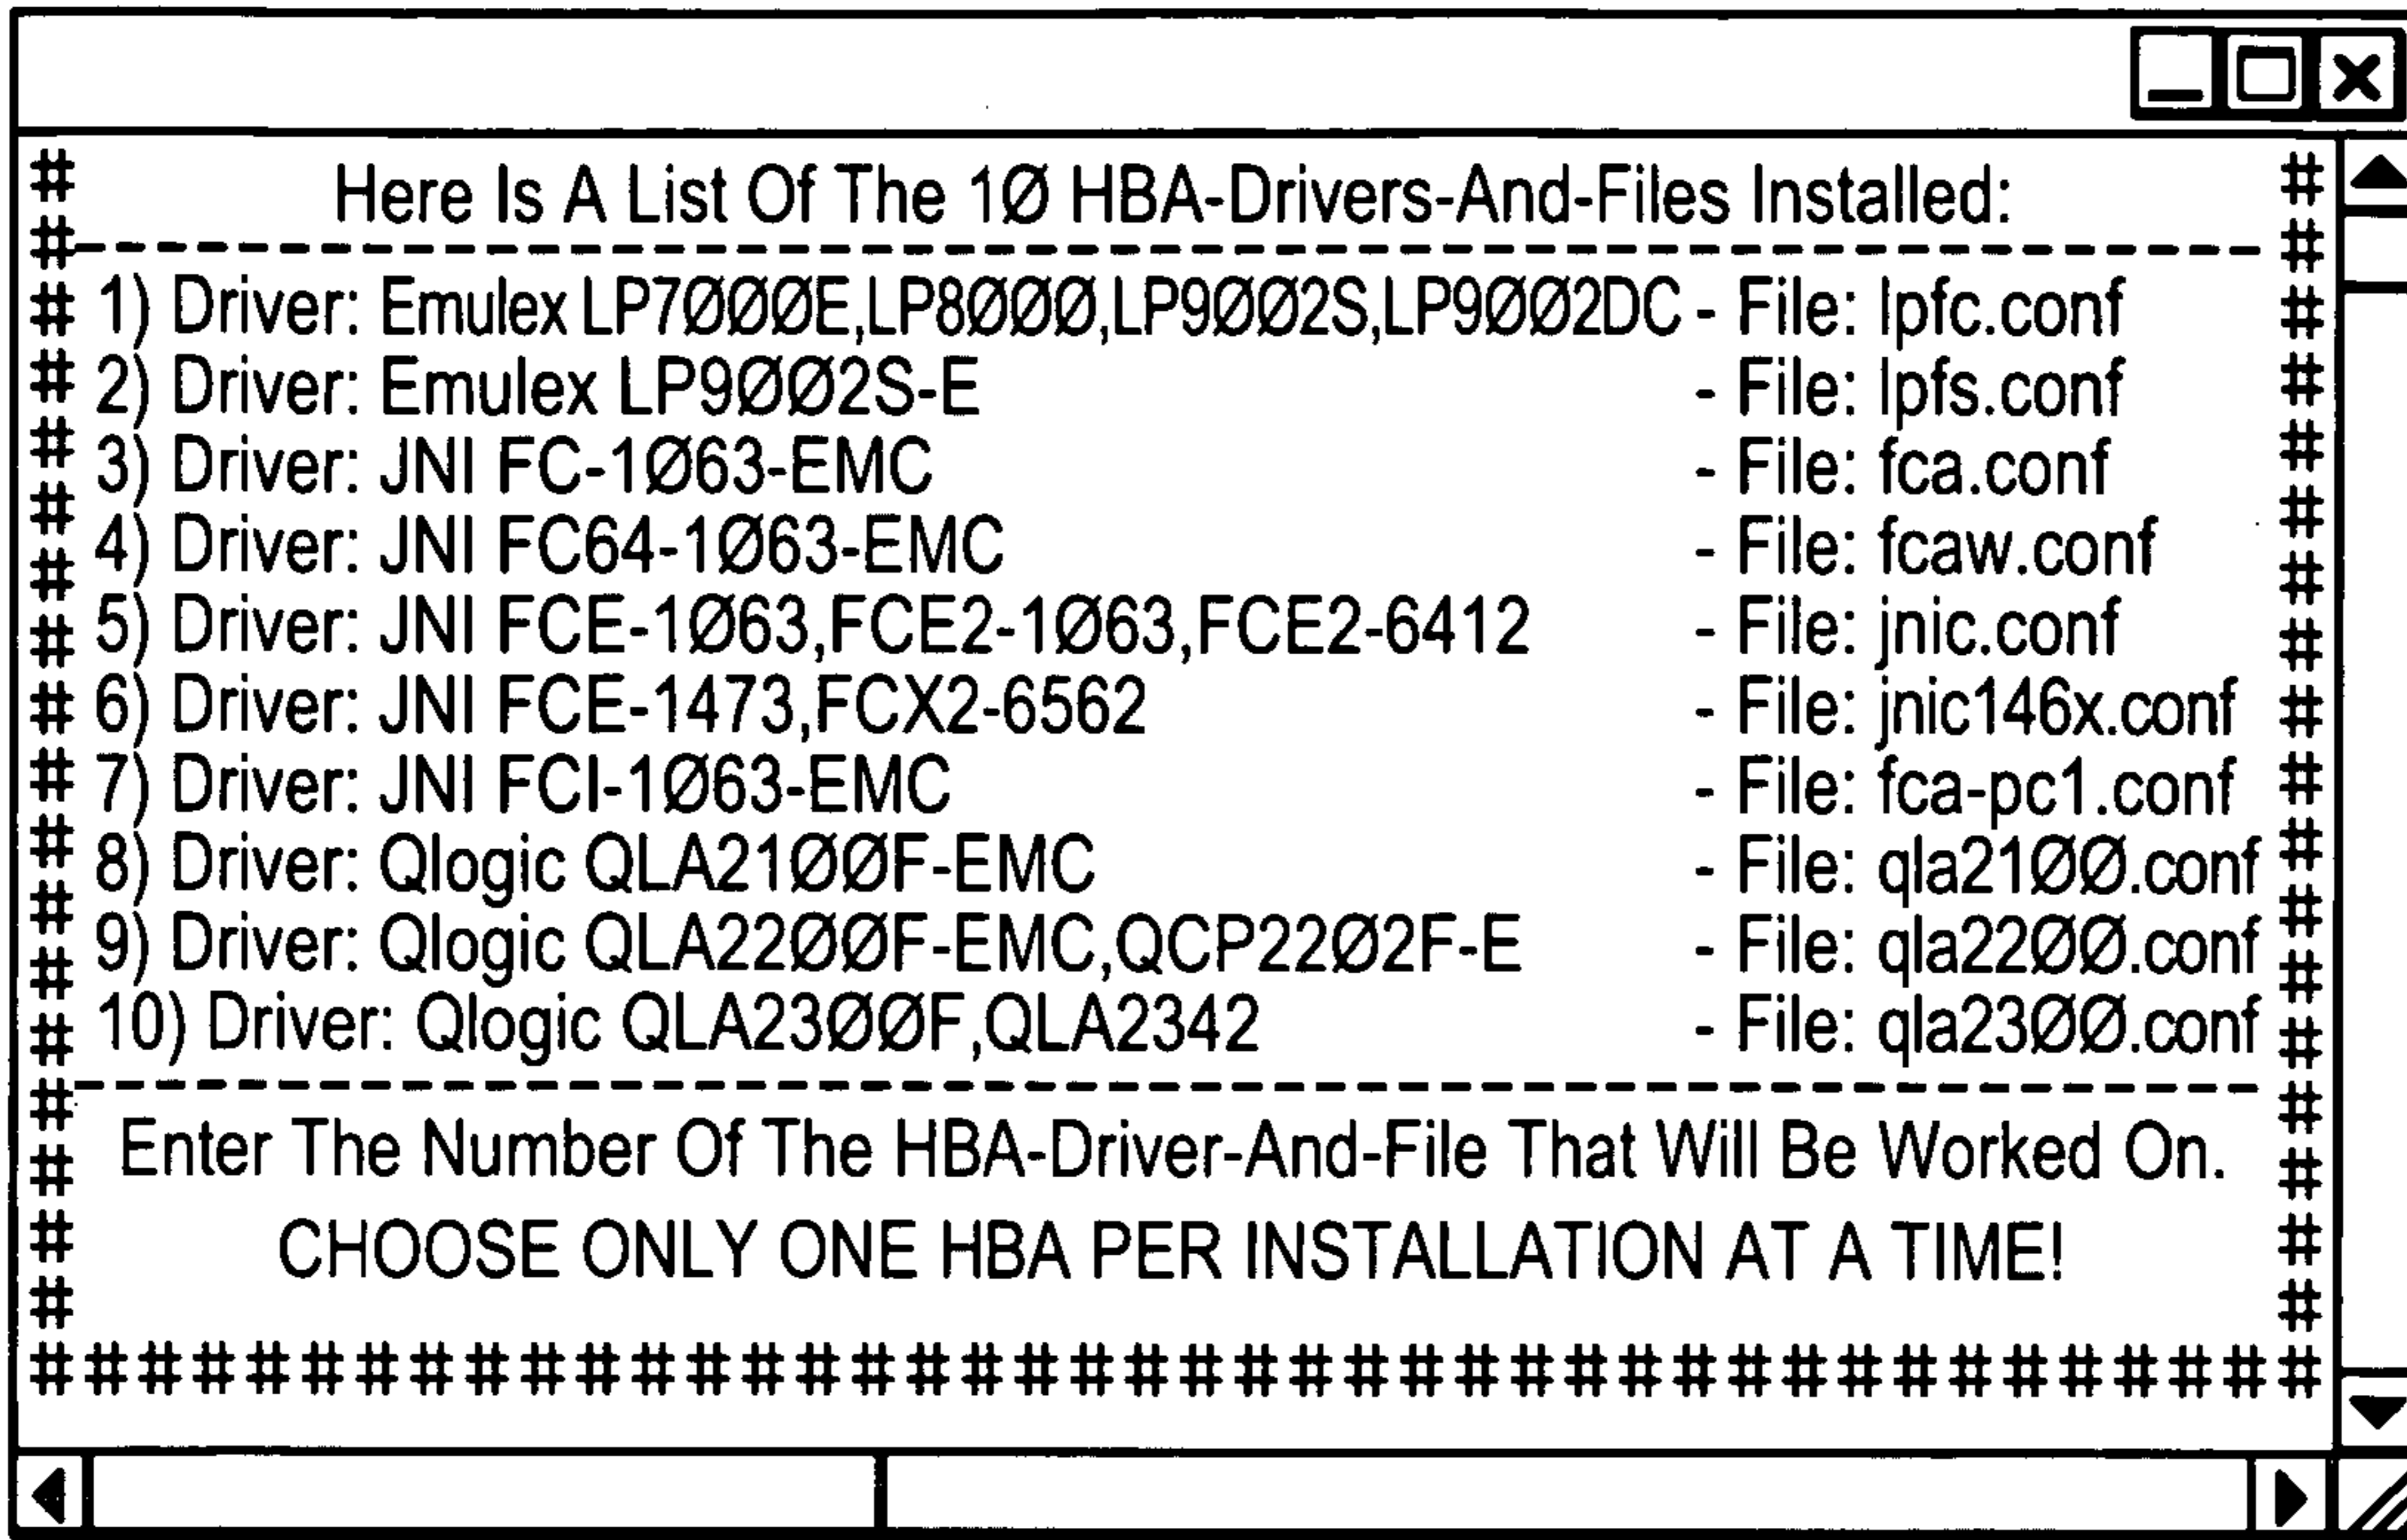 # Here Is A List Of The 1Ø HBA-Drivers-And-Files Installed: #
#---------------------------------------- #
# 1) Driver: Emulex LP7ØØØE,LP8ØØØ,LP9ØØ2S,LP9ØØ2DC - File: lpfc.conf #
# 2) Driver: Emulex LP9ØØ2S-E - File: lpfs.conf #
# 3) Driver: JNI FC-1Ø63-EMC - File: fca.conf #
# 4) Driver: JNI FC64-1Ø63-EMC - File: fcaw.conf #
# 5) Driver: JNI FCE-1Ø63,FCE2-1Ø63,FCE2-6412 - File: jnic.conf #
# 6) Driver: JNI FCE-1473,FCX2-6562 - File: jnic146x.conf #
# 7) Driver: JNI FCI-1Ø63-EMC - File: fca-pc1.conf #
# 8) Driver: Qlogic QLA21ØØF-EMC - File: qla21ØØ.conf #
# 9) Driver: Qlogic QLA22ØØF-EMC,QCP22Ø2F-E - File: qla22ØØ.conf #
# 10) Driver: Qlogic QLA23ØØF,QLA2342 - File: qla23ØØ.conf #
#---------------------------------------- #
# Enter The Number Of The HBA-Driver-And-File That Will Be Worked On. #
# CHOOSE ONLY ONE HBA PER INSTALLATION AT A TIME! #
# #
# # # # # # # # # # # # # # # # # # # # # # # # # # # # # # # # # # # # # # # # # #